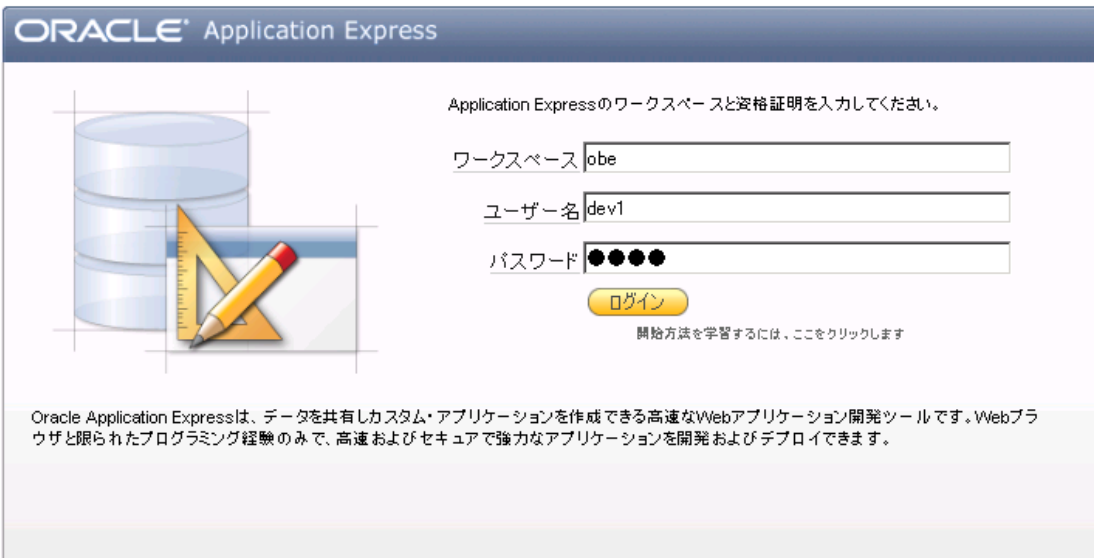 ORACLE Application Express
Application Expressのワークスペースと資格証明を入力してください。
ワークスペース obe
ユーザー名 dev1
パスワード ●●●●
ログイン
開始方法を学習するには、ここをクリックします
Oracle Application Expressは、データを共有しカスタム・アプリケーションを作成できる高速なWebアプリケーション開発ツールです。Webブラ
ウザと限られたプログラミング経験のみで、高速およびセキュアで強力なアプリケーションを開発およびデプロイできます。